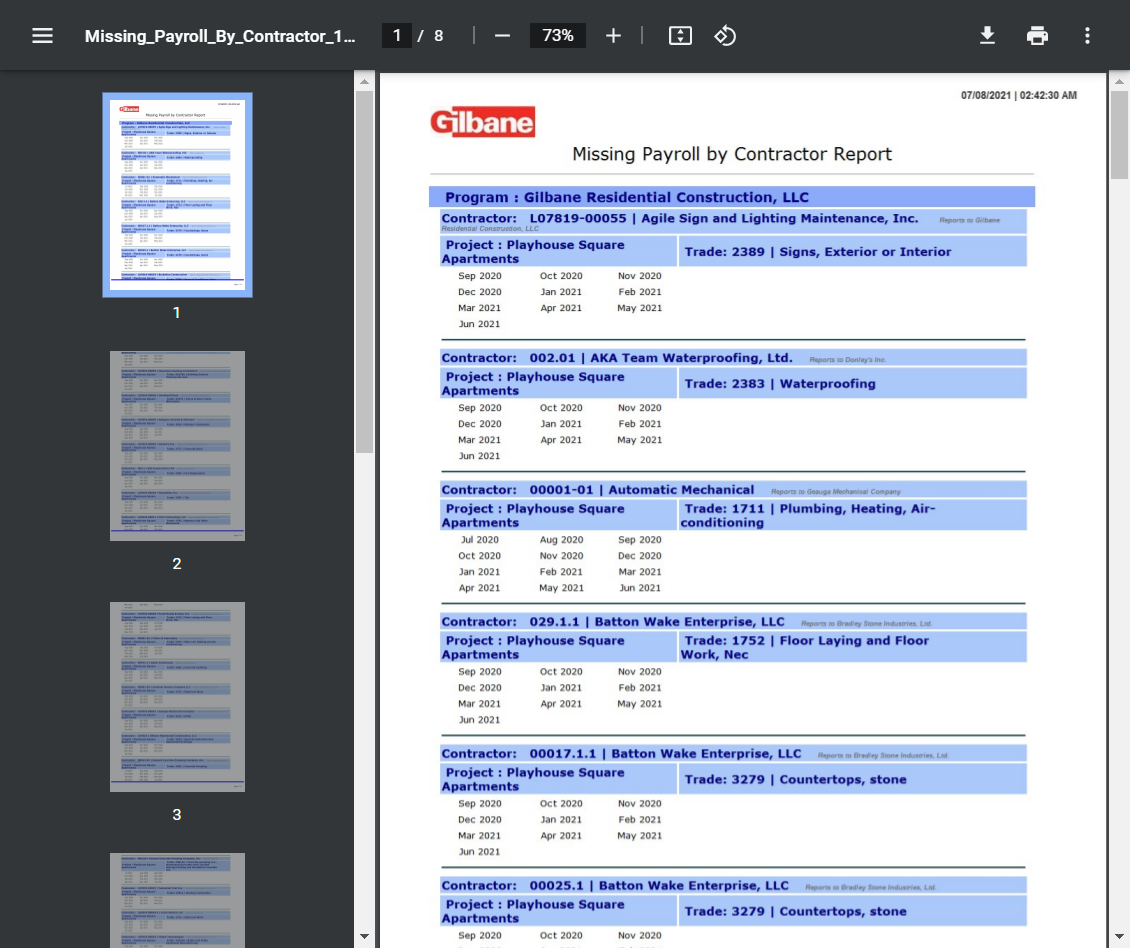 Missing_Payroll_By_Contractor_1...
1 / 8
73%
1
2
3
07/08/2021 | 02:42:30 AM
Gilbane
Missing Payroll by Contractor Report
Program : Gilbane Residential Construction, LLC
Contractor: L07819-00055 | Agile Sign and Lighting Maintenance, Inc. Reports to Gilbane
Residential Construction, LLC
Project : Playhouse Square
Apartments
Trade: 2389 | Signs, Exterior or Interior
Sep 2020 Oct 2020 Nov 2020
Dec 2020 Jan 2021 Feb 2021
Mar 2021 Apr 2021 May 2021
Jun 2021
Contractor: 002.01 | AKA Team Waterproofing, Ltd. Reports to Donley's Inc.
Project : Playhouse Square
Apartments
Trade: 2383 | Waterproofing
Sep 2020 Oct 2020 Nov 2020
Dec 2020 Jan 2021 Feb 2021
Mar 2021 Apr 2021 May 2021
Jun 2021
Contractor: 00001-01 | Automatic Mechanical Reports to Geauga Mechanical Company
Project : Playhouse Square
Apartments
Trade: 1711 | Plumbing, Heating, Air-
conditioning
Jul 2020 Aug 2020 Sep 2020
Oct 2020 Nov 2020 Dec 2020
Jan 2021 Feb 2021 Mar 2021
Apr 2021 May 2021 Jun 2021
Contractor: 029.1.1 | Batton Wake Enterprise, LLC Reports to Bradley Stone Industries, Ltd.
Project : Playhouse Square
Apartments
Trade: 1752 | Floor Laying and Floor
Work, Nec
Sep 2020 Oct 2020 Nov 2020
Dec 2020 Jan 2021 Feb 2021
Mar 2021 Apr 2021 May 2021
Jun 2021
Contractor: 00017.1.1 | Batton Wake Enterprise, LLC Reports to Bradley Stone Industries, Ltd.
Project : Playhouse Square
Apartments
Trade: 3279 | Countertops, stone
Sep 2020 Oct 2020 Nov 2020
Dec 2020 Jan 2021 Feb 2021
Mar 2021 Apr 2021 May 2021
Jun 2021
Contractor: 00025.1 | Batton Wake Enterprise, LLC Reports to Bradley Stone Industries, Ltd.
Project : Playhouse Square
Apartments
Trade: 3279 | Countertops, stone
Sep 2020 Oct 2020 Nov 2020